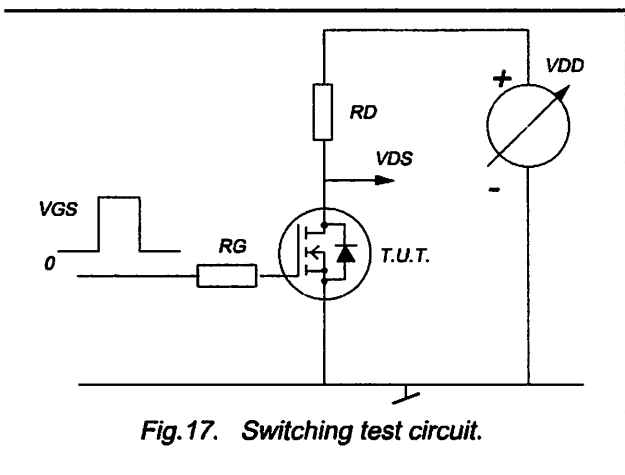 VDD
+
RD
VDS
-
VGS
RG
T.U.T.
0
Fig.17. Switching test circuit.